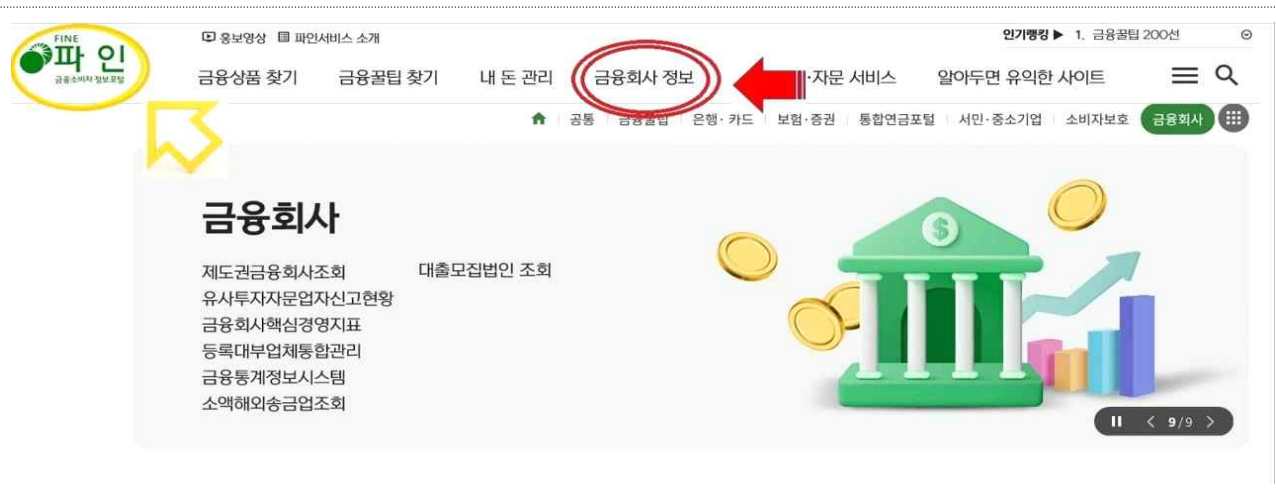 FINE
파인
금융소비자 정보포털
홍보영상 파인서비스 소개
인기랭킹 ▶ 1. 금융꿀팁 200선
금융상품 찾기 금융꿀팁 찾기 내 돈 관리 금융회사 정보 ·자문 서비스 알아두면 유익한 사이트
공통 금융꿀팁 은행·카드 보험·증권 통합연금포털 서민·중소기업 소비자보호 금융회사
금융회사
제도권금융회사조회 대출모집법인 조회
유사투자자문업자신고현황
금융회사핵심경영지표
등록대부업체통합관리
금융통계정보시스템
소액해외송금업조회
$
9/9